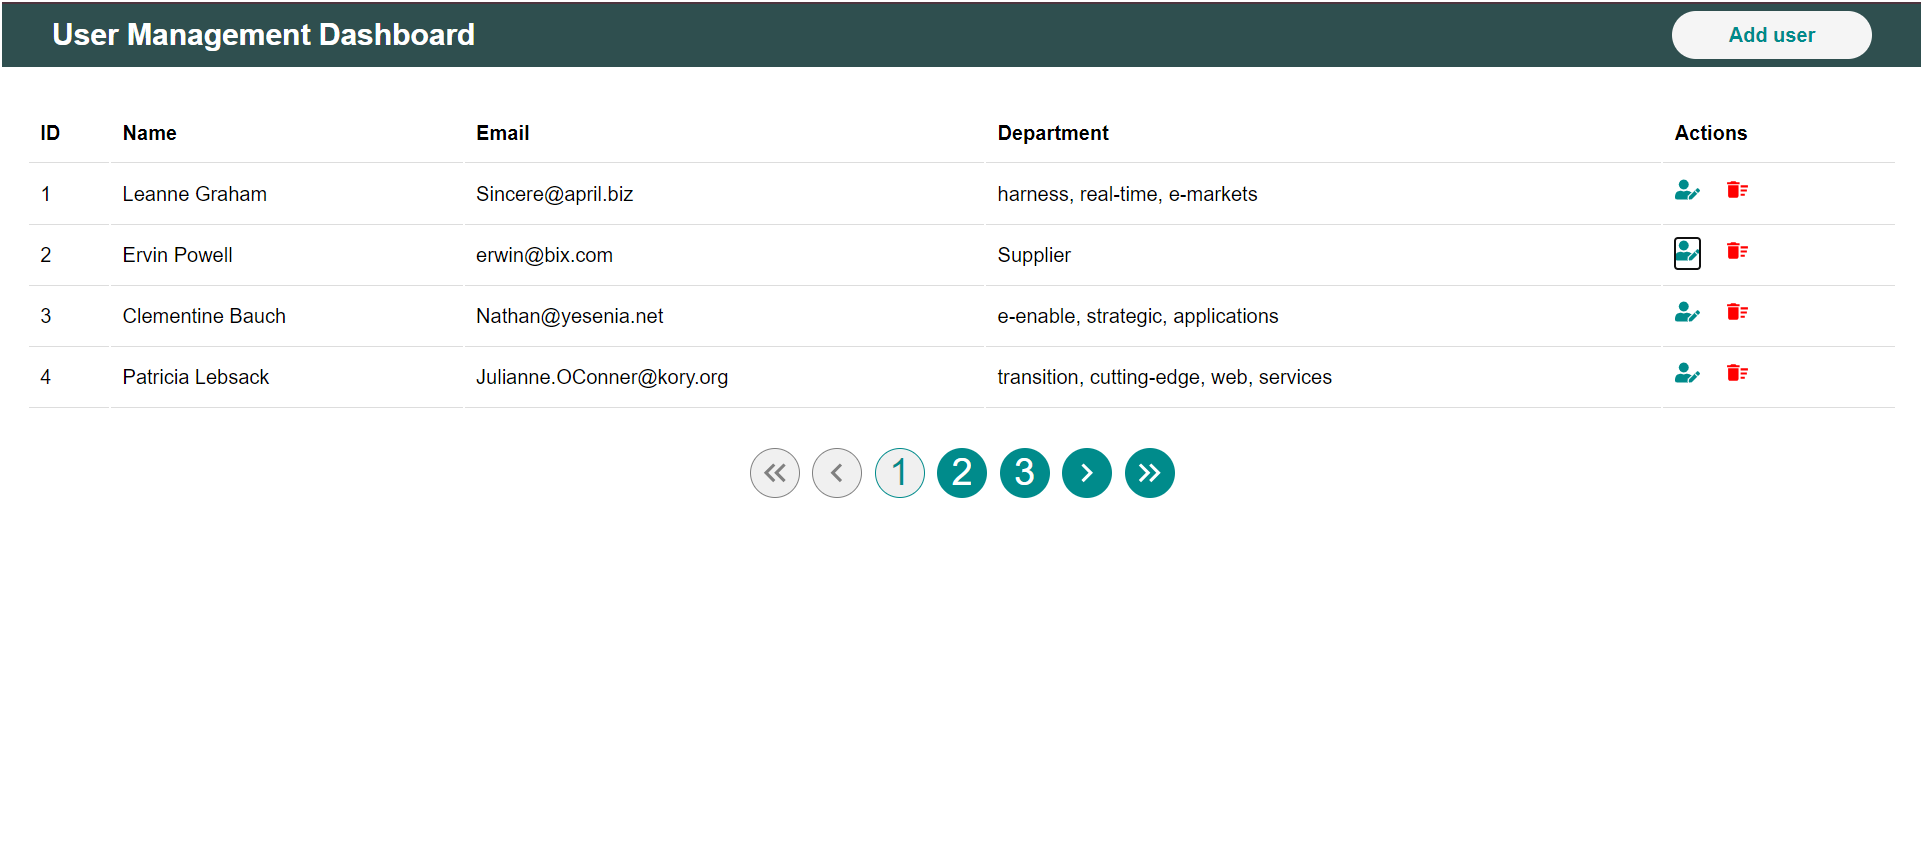 User Management Dashboard Add user
ID Name Email Department Actions
1 Leanne Graham Sincere@april.biz harness, real-time, e-markets
2 Ervin Powell erwin@bix.com Supplier
3 Clementine Bauch Nathan@yesenia.net e-enable, strategic, applications
4 Patricia Lebsack Julianne.OConner@kory.org transition, cutting-edge, web, services
1 2 3